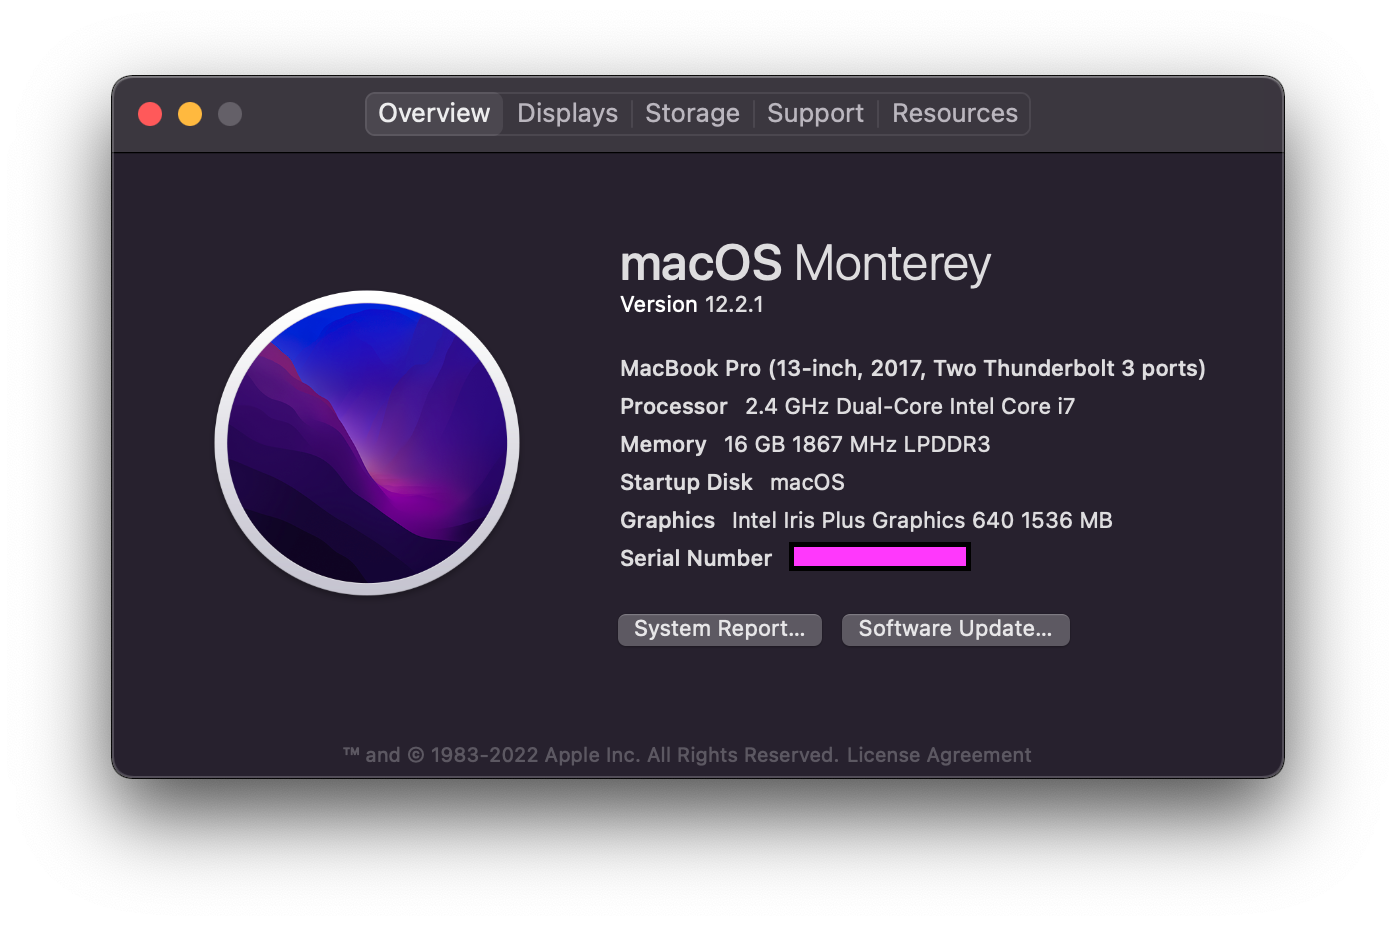 Overview Displays Storage Support Resources
macOS Monterey
Version 12.2.1
MacBook Pro (13-inch, 2017, Two Thunderbolt 3 ports)
Processor 2.4 GHz Dual-Core Intel Core i7
Memory 16 GB 1867 MHz LPDDR3
Startup Disk macOS
Graphics Intel Iris Plus Graphics 640 1536 MB
Serial Number
System Report... Software Update...
™ and © 1983-2022 Apple Inc. All Rights Reserved. License Agreement